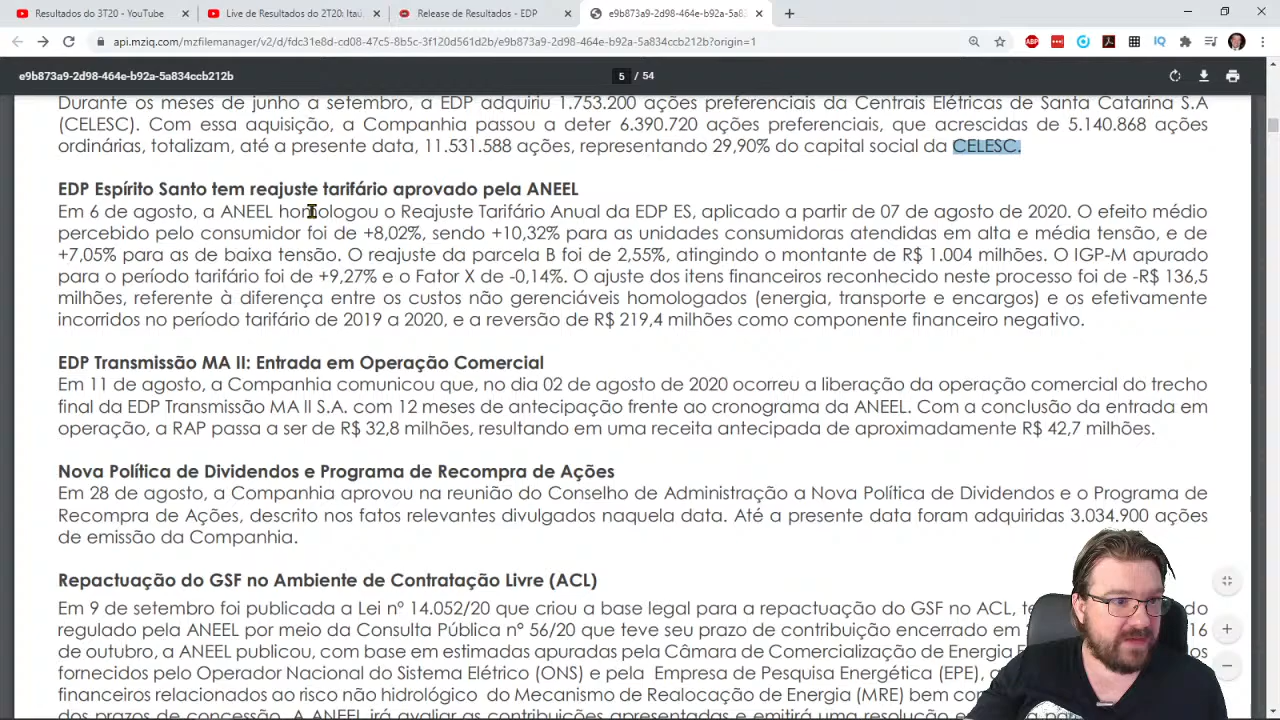 Resultados do 3T20 - YouTube
Live de Resultados do 2T20: Itaú,
Release de Resultados - EDP
e9b873a9-2d98-464e-b92a-5a83
api.mziq.com/mzfilemanager/v2/d/fdc31e8d-cd08-47c5-8b5c-3f120d561d2b/e9b873a9-2d98-464e-b92a-5a834ccb212b?origin=1
ABP
IQ
e9b873a9-2d98-464e-b92a-5a834ccb212b
5 / 54
Durante os meses de junho a setembro, a EDP adquiriu 1.753.200 ações preferenciais da Centrais Elétricas de Santa Catarina S.A
(CELESC). Com essa aquisição, a Companhia passou a deter 6.390.720 ações preferenciais, que acrescidas de 5.140.868 ações
ordinárias, totalizam, até a presente data, 11.531.588 ações, representando 29,90% do capital social da CELESC.
EDP Espírito Santo tem reajuste tarifário aprovado pela ANEEL
Em 6 de agosto, a ANEEL homologou o Reajuste Tarifário Anual da EDP ES, aplicado a partir de 07 de agosto de 2020. O efeito médio
percebido pelo consumidor foi de +8,02%, sendo +10,32% para as unidades consumidoras atendidas em alta e média tensão, e de
+7,05% para as de baixa tensão. O reajuste da parcela B foi de 2,55%, atingindo o montante de R$ 1.004 milhões. O IGP-M apurado
para o período tarifário foi de +9,27% e o Fator X de -0,14%. O ajuste dos itens financeiros reconhecido neste processo foi de -R$ 136,5
milhões, referente à diferença entre os custos não gerenciáveis homologados (energia, transporte e encargos) e os efetivamente
incorridos no período tarifário de 2019 a 2020, e a reversão de R$ 219,4 milhões como componente financeiro negativo.
EDP Transmissão MA II: Entrada em Operação Comercial
Em 11 de agosto, a Companhia comunicou que, no dia 02 de agosto de 2020 ocorreu a liberação da operação comercial do trecho
final da EDP Transmissão MA II S.A. com 12 meses de antecipação frente ao cronograma da ANEEL. Com a conclusão da entrada em
operação, a RAP passa a ser de R$ 32,8 milhões, resultando em uma receita antecipada de aproximadamente R$ 42,7 milhões.
Nova Política de Dividendos e Programa de Recompra de Ações
Em 28 de agosto, a Companhia aprovou na reunião do Conselho de Administração a Nova Política de Dividendos e o Programa de
Recompra de Ações, descrito nos fatos relevantes divulgados naquela data. Até a presente data foram adquiridas 3.034.900 ações
de emissão da Companhia.
Repactuação do GSF no Ambiente de Contratação Livre (ACL)
Em 9 de setembro foi publicada a Lei nº 14.052/20 que criou a base legal para a repactuação do GSF no ACL,
regulado pela ANEEL por meio da Consulta Pública nº 56/20 que teve seu prazo de contribuição encerrado em 16
de outubro, a ANEEL publicou, com base em estimadas apuradas pela Câmara de Comercialização de Energia
fornecidos pelo Operador Nacional do Sistema Elétrico (ONS) e pela Empresa de Pesquisa Energética (EPE),
financeiros relacionados ao risco não hidrológico do Mecanismo de Realocação de Energia (MRE) bem
dos prazos de concessão. A ANEEL irá avaliar as contribuições apresentadas e emitirá uma resolução